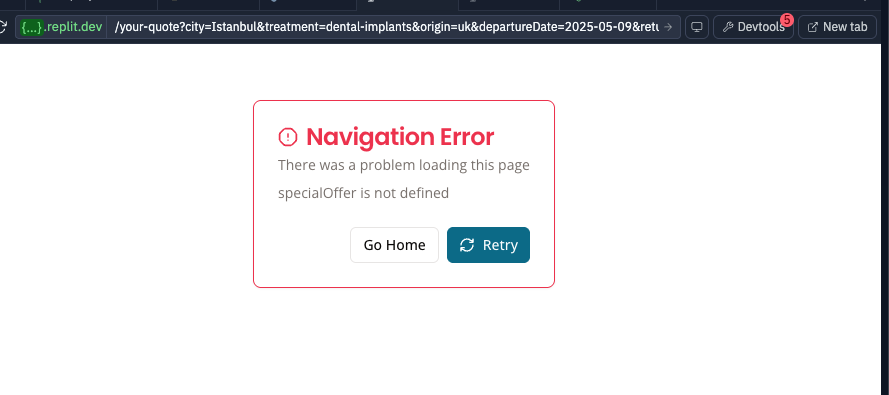 {...}.replit.dev /your-quote?city=Istanbul&treatment=dental-implants&origin=uk&departureDate=2025-05-09&retu Devtools 5 New tab
Navigation Error
There was a problem loading this page
specialOffer is not defined
Go Home Retry